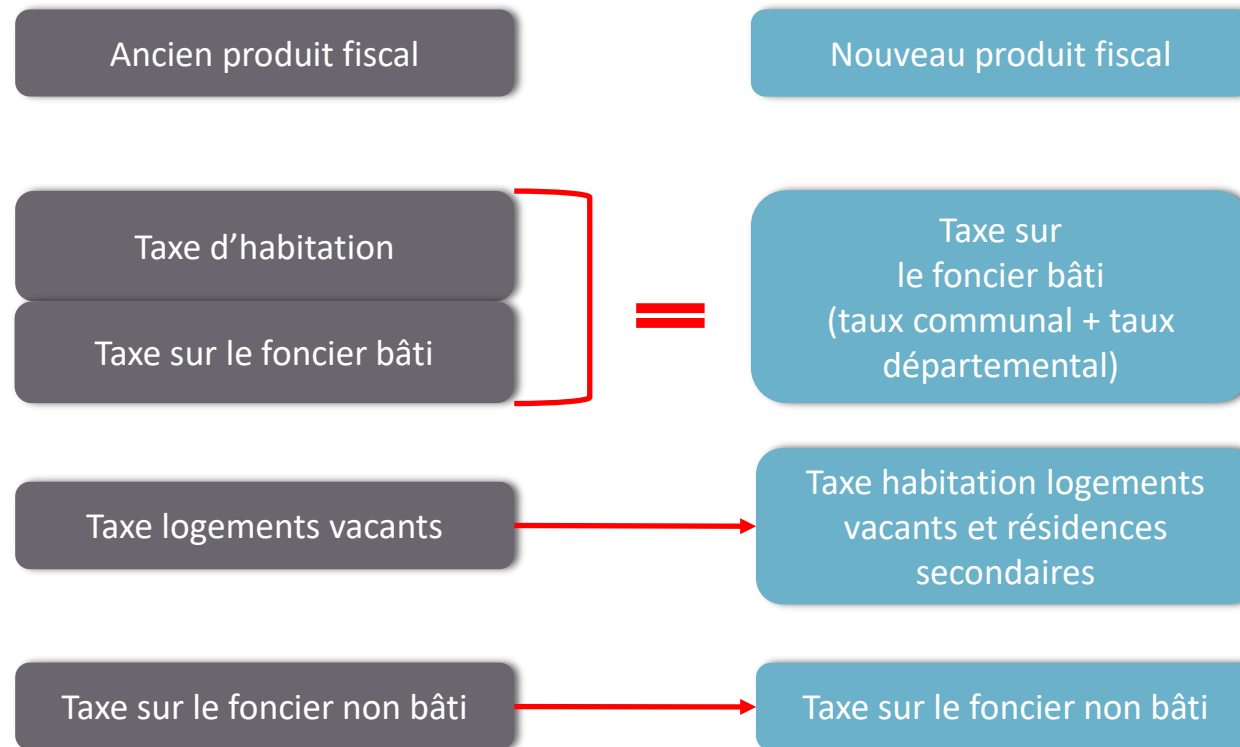 Ancien produit fiscal
Nouveau produit fiscal
Taxe d’habitation
Taxe sur le foncier bâti
Taxe sur
le foncier bâti
(taux communal + taux
départemental)
Taxe logements vacants
Taxe habitation logements
vacants et résidences
secondaires
Taxe sur le foncier non bâti
Taxe sur le foncier non bâti